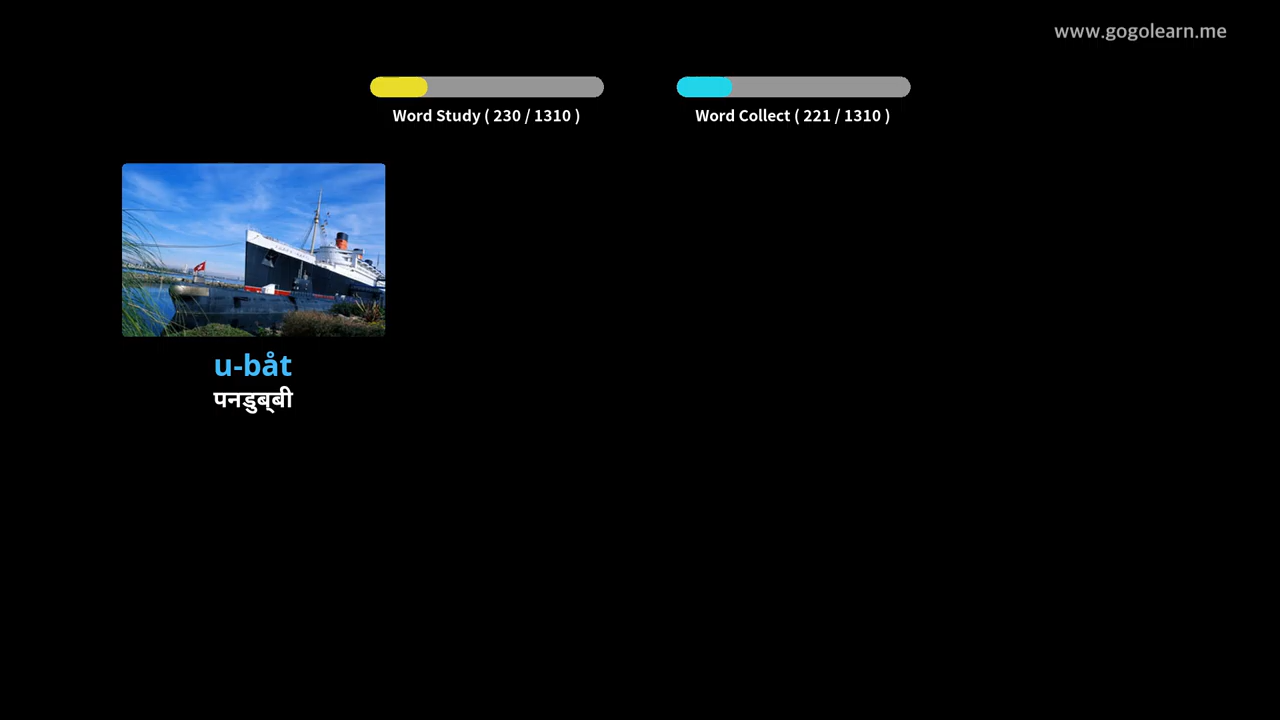 www.gogolearn.me
Word Study ( 230 / 1310 )
Word Collect ( 221 / 1310 )
u-båt
पनडुब्बी